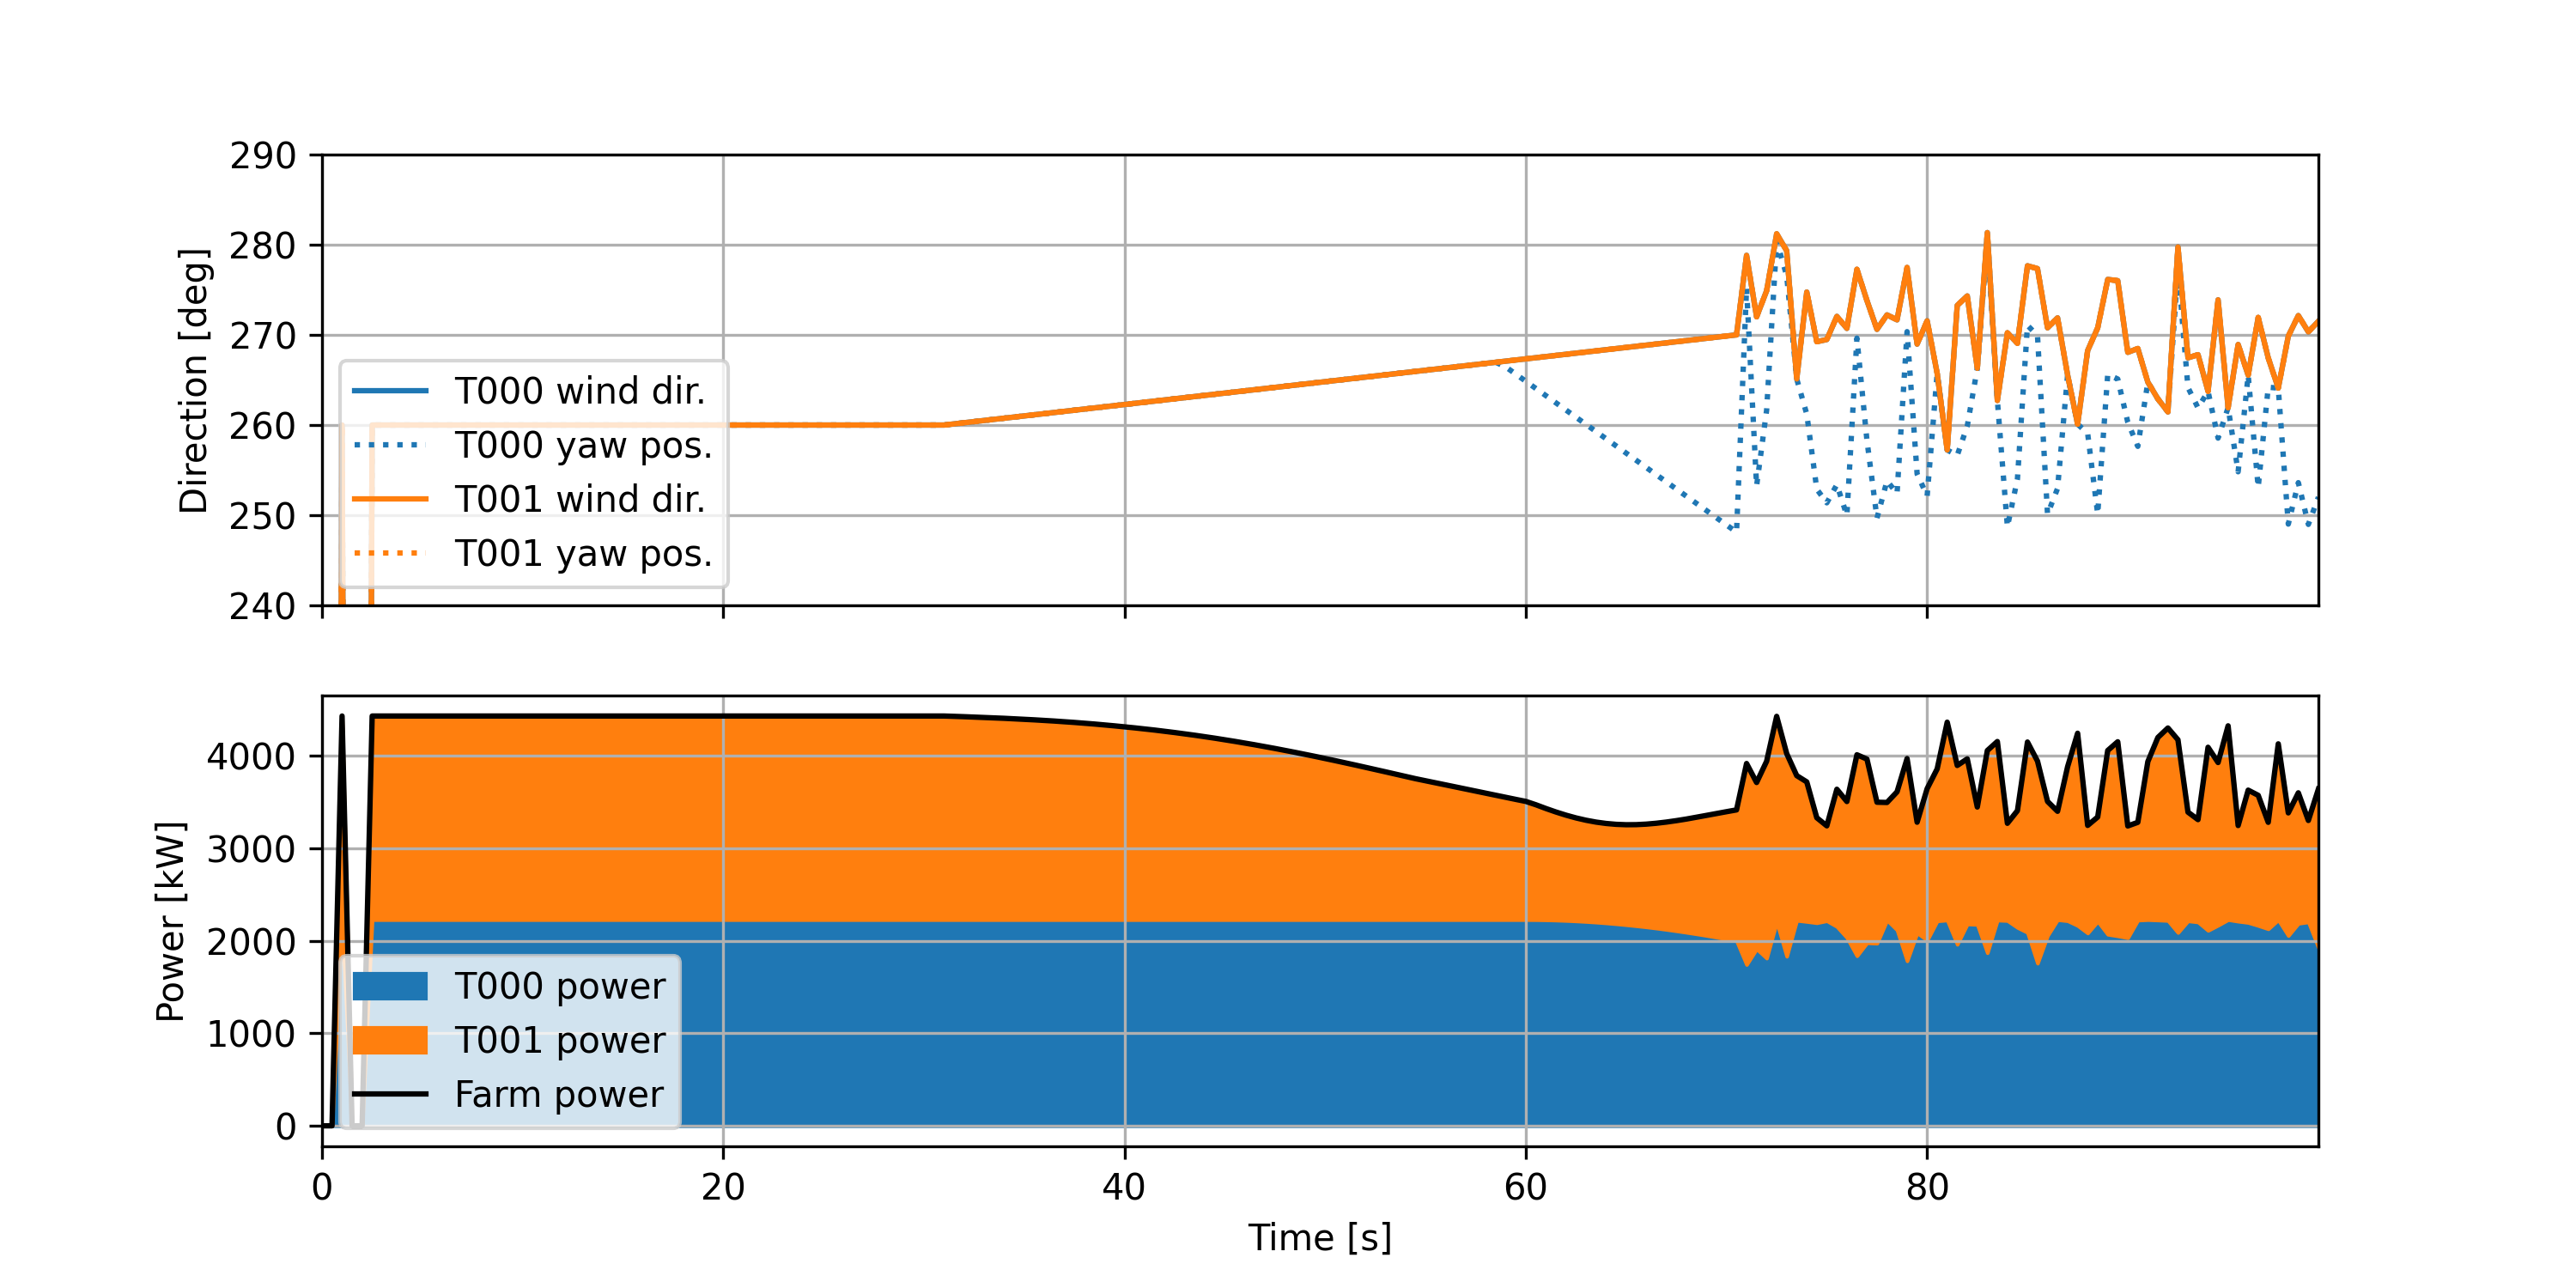 290
280
270
260
250
240
Direction [deg]
T000 wind dir.
T000 yaw pos.
T001 wind dir.
T001 yaw pos.
4000
3000
2000
1000
0
Power [kW]
T000 power
T001 power
Farm power
0 20 40 60 80
Time [s]